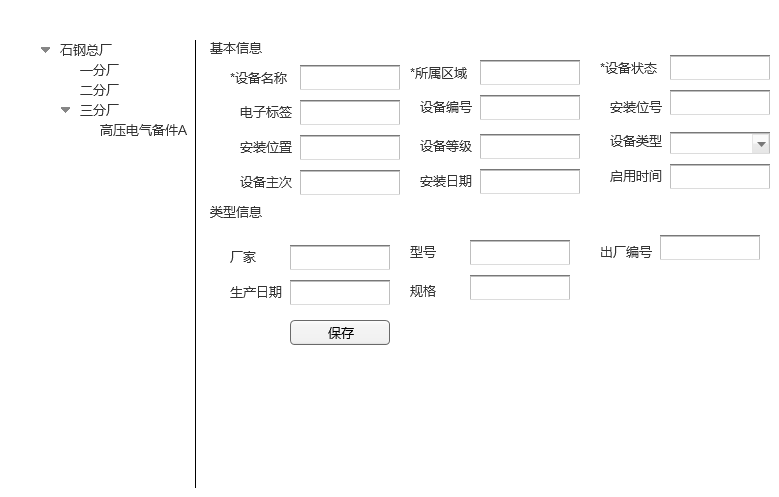 石钢总厂
一分厂
二分厂
三分厂
高压电气备件A
基本信息
*设备名称 *所属区域 *设备状态
电子标签 设备编号 安装位号
安装位置 设备等级 设备类型
设备主次 安装日期 启用时间
类型信息
厂家 型号 出厂编号
生产日期 规格
保存